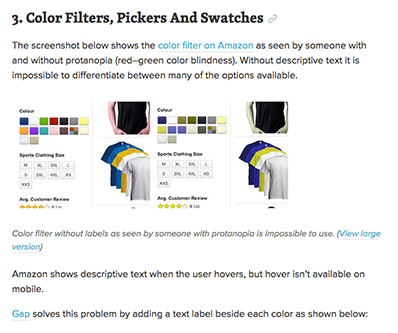 3. Color Filters, Pickers And Swatches
The screenshot below shows the color filter on Amazon as seen by someone with
and without protanopia (red–green color blindness). Without descriptive text it is
impossible to differentiate between many of the options available.
Colour
Colour
Sports Clothing Size
Sports Clothing Size
M XL L
M XL L
S 2XL 4XL
S 2XL 4XL
S 3XL XS
S 3XL XS
XXS
XXS
Avg. Customer Review
Avg. Customer Review
& Up
& Up
Color filter without labels as seen by someone with protanopia is impossible to use. (View large
version)
Amazon shows descriptive text when the user hovers, but hover isn't available on
mobile.
Gap solves this problem by adding a text label beside each color as shown below: